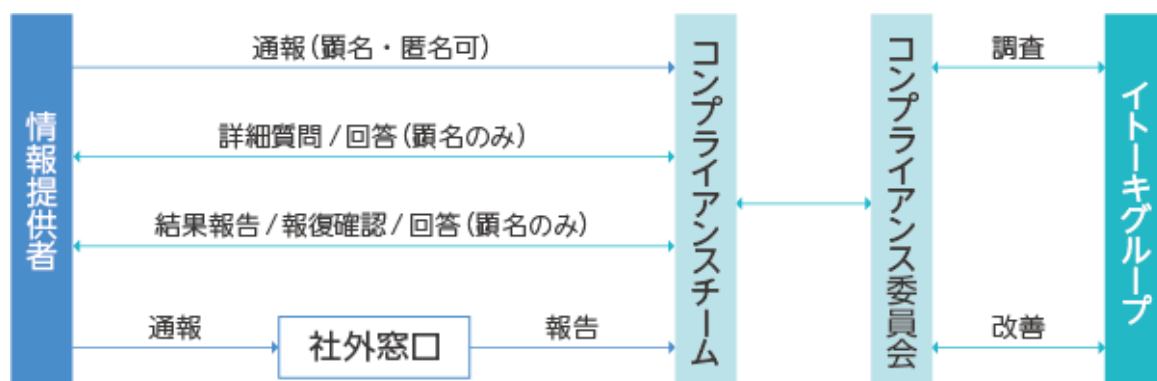 情報提供者
通報(顕名・匿名可)
詳細質問/回答(顕名のみ)
結果報告/報復確認/回答(顕名のみ)
通報
社外窓口
報告
コンプライアンスチーム
コンプライアンス委員会
調査
改善
イトーキグループ